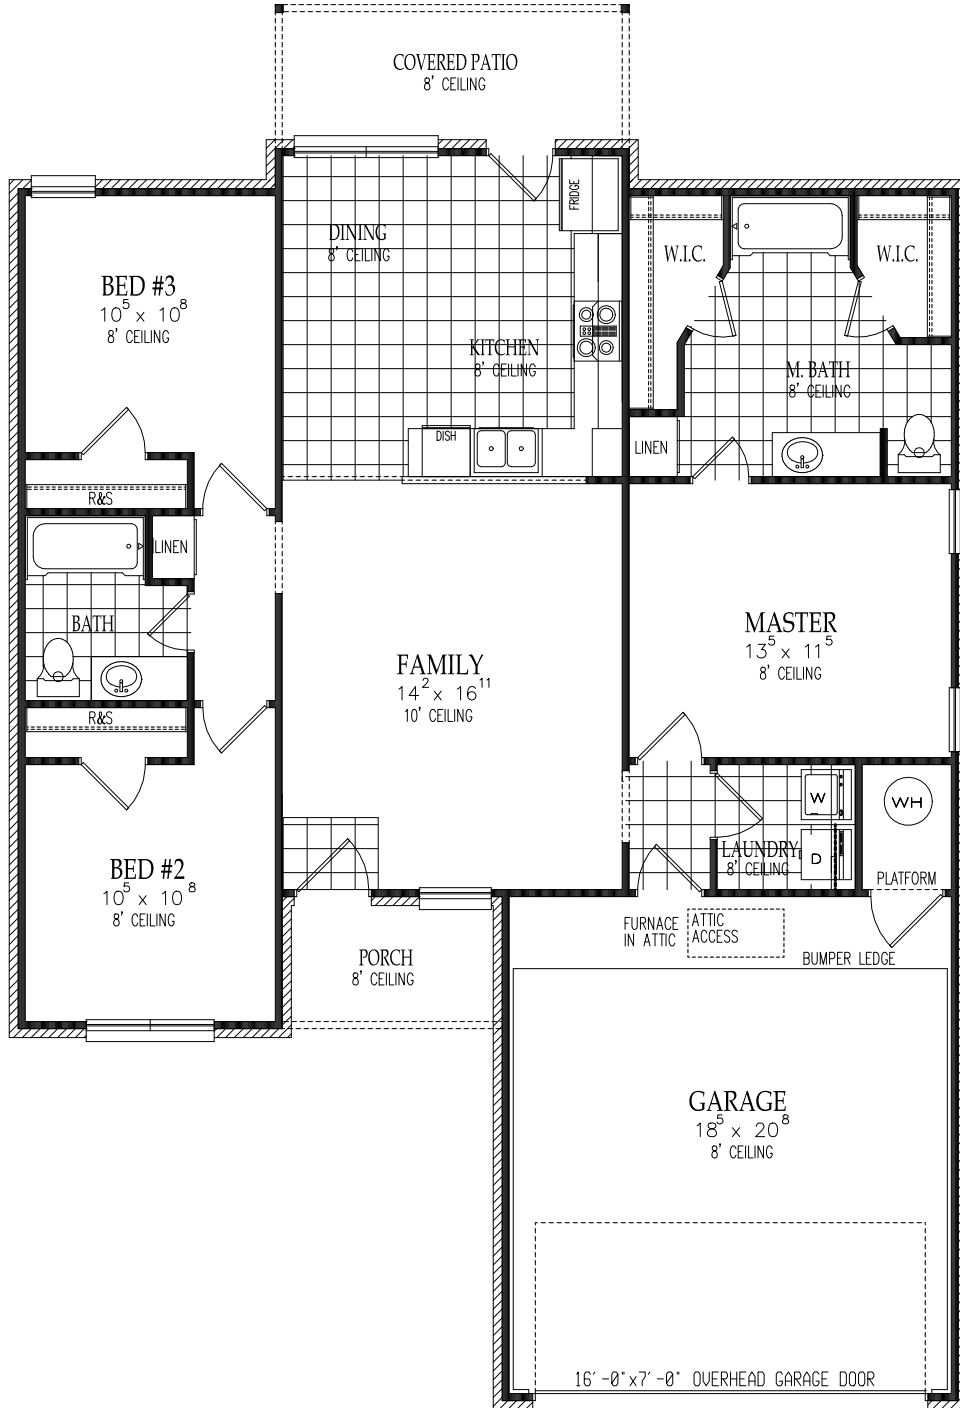 COVERED PATIO
8' CEILING
FRIDGE
DINING
8' CEILING
W.I.C.
W.I.C.
BED #3
10⁵ x 10⁸
8' CEILING
KITCHEN
8' CEILING
M. BATH
8' CEILING
DISH
LINEN
R&S
LINEN
BATH
MASTER
13⁵ x 11⁵
8' CEILING
FAMILY
14² x 16¹¹
10' CEILING
R&S
W
WH
LAUNDRY
8' CEILING
D
BED #2
10⁵ x 10⁸
8' CEILING
PLATFORM
FURNACE
IN ATTIC
ATTIC
ACCESS
PORCH
8' CEILING
BUMPER LEDGE
GARAGE
18⁵ x 20⁸
8' CEILING
16'-0"x7'-0" OVERHEAD GARAGE DOOR